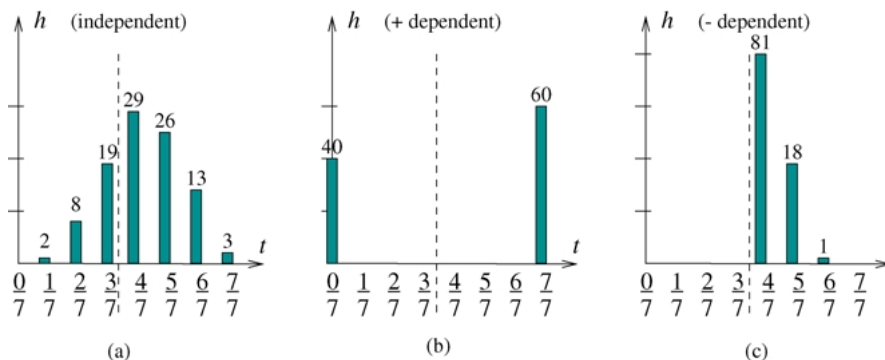 h (independent)
2
8
19
29
26
13
3
t
0/7 1/7 2/7 3/7 4/7 5/7 6/7 7/7
(a)
h (+ dependent)
40
60
t
0/7 1/7 2/7 3/7 4/7 5/7 6/7 7/7
(b)
h (- dependent)
81
18
1
0/7 1/7 2/7 3/7 4/7 5/7 6/7 7/7
(c)